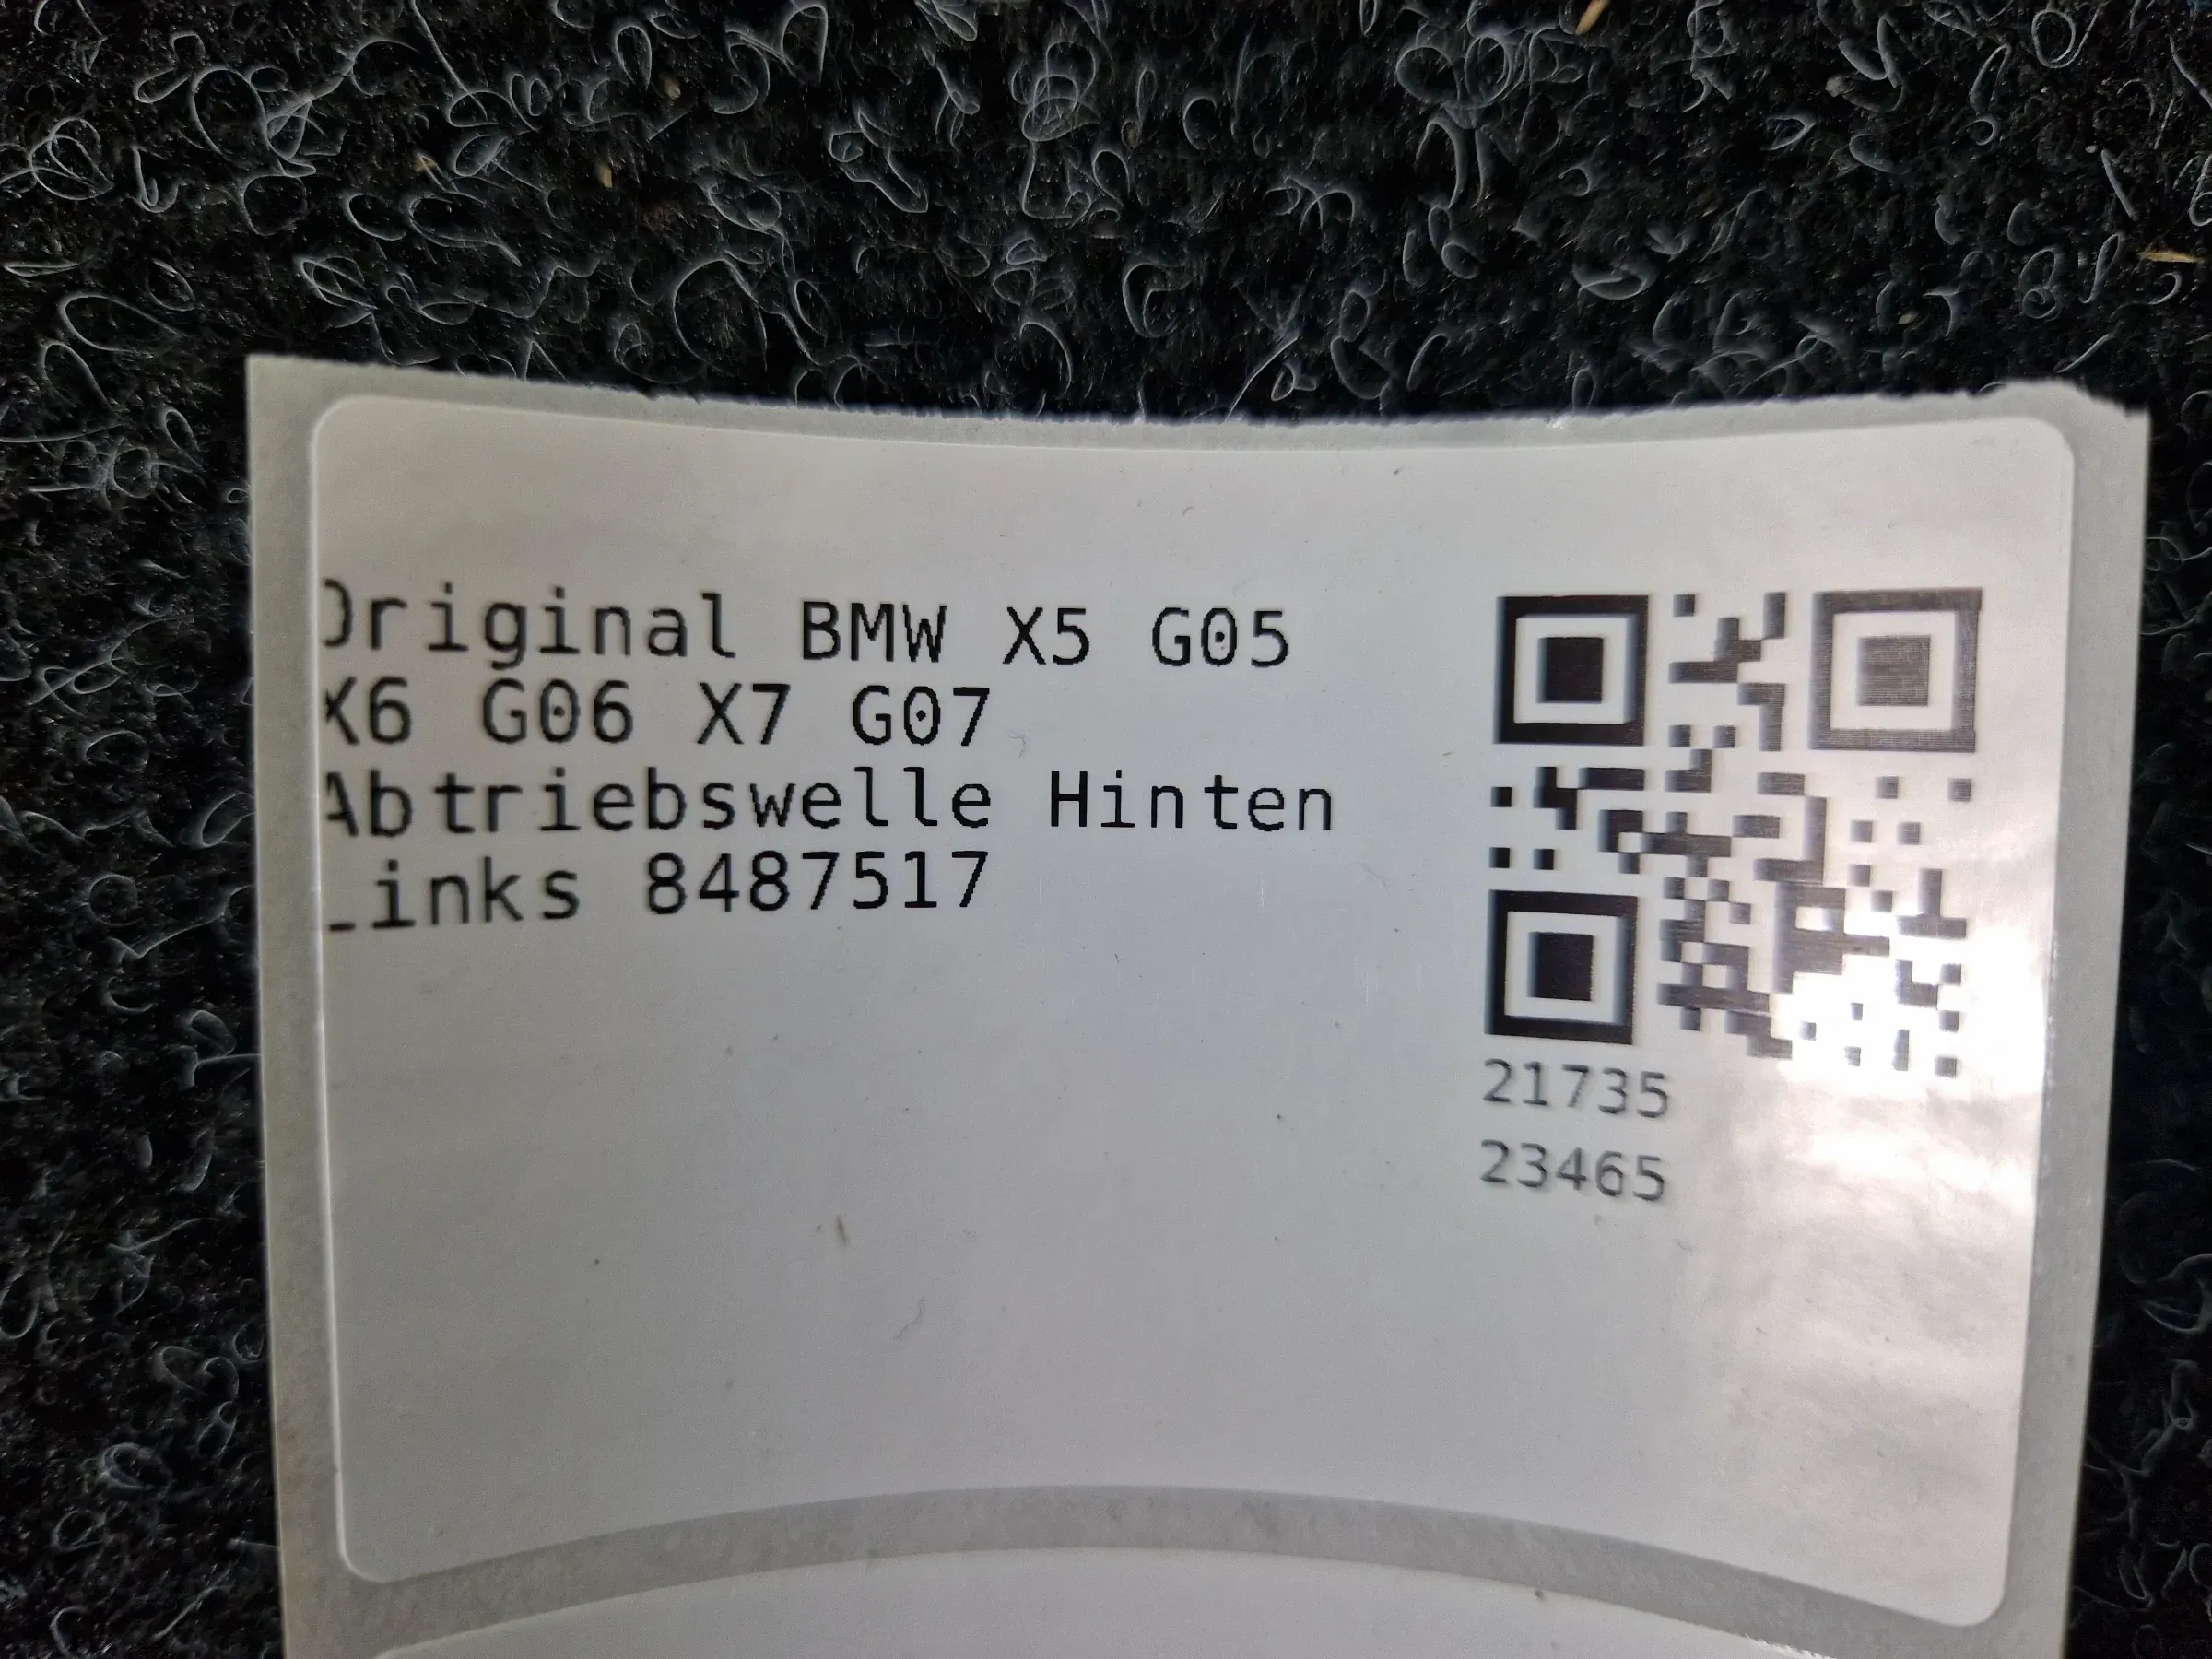 Original BMW X5 G05
X6 G06 X7 G07
Abtriebswelle Hinten
Links 8487517
21735
23465